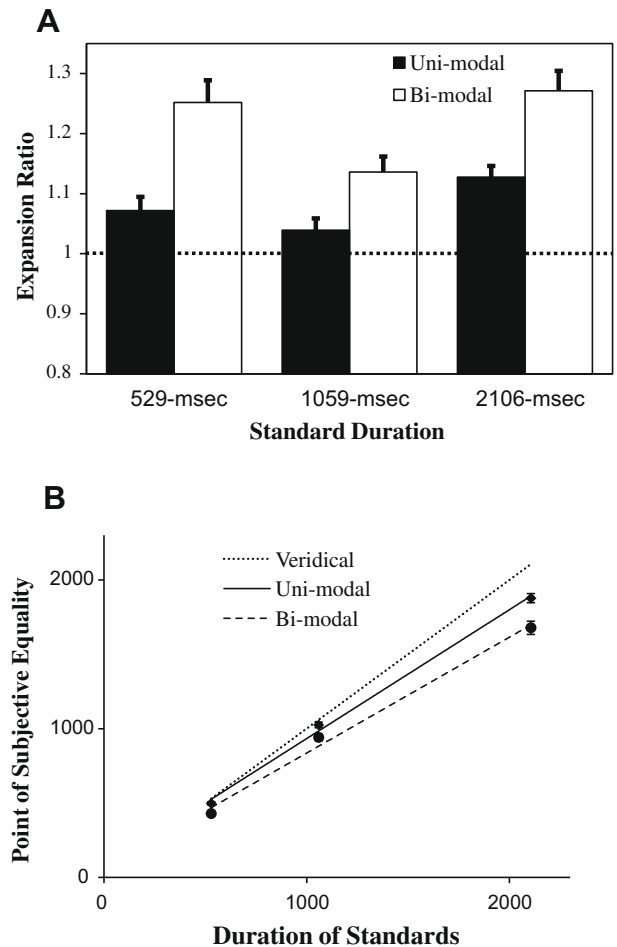 A
Uni-modal
Bi-modal
1.3
1.2
1.1
1
0.9
0.8
Expansion Ratio
529-msec 1059-msec 2106-msec
Standard Duration
B
Veridical
Uni-modal
Bi-modal
2000
1000
0
Point of Subjective Equality
0 1000 2000
Duration of Standards